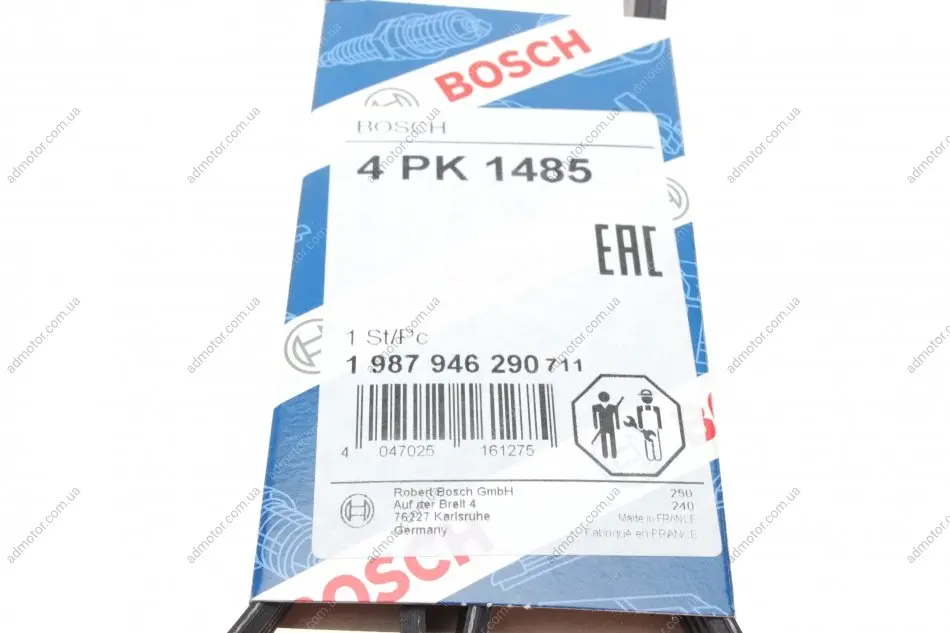 BOSCH
BOSCH
4 PK 1485
EAC
1 St/Pc
1 987 946 290 711
4 047025 161275
Robert Bosch GmbH
Auf der Breit 4
76227 Karlsruhe
Germany
250
240
Made in FRANCE
Fabriqué en FRANCE
BOSCH
admotor.com.ua